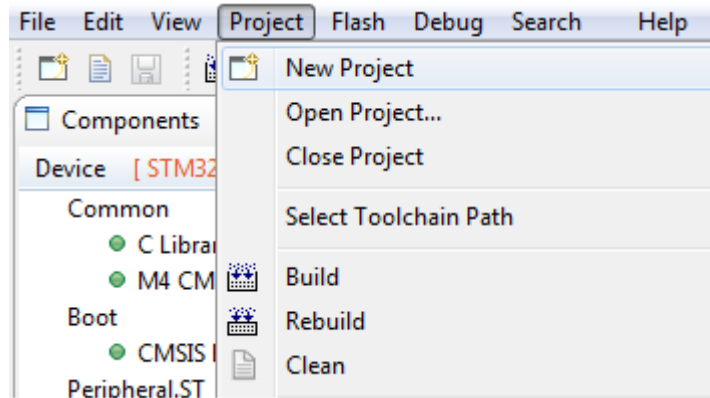 File Edit View Project Flash Debug Search Help
New Project
Open Project...
Close Project
Select Toolchain Path
Build
Rebuild
Clean
Components
Device [ STM32
Common
C Librar
M4 CM
Boot
CMSIS
Peripheral.ST